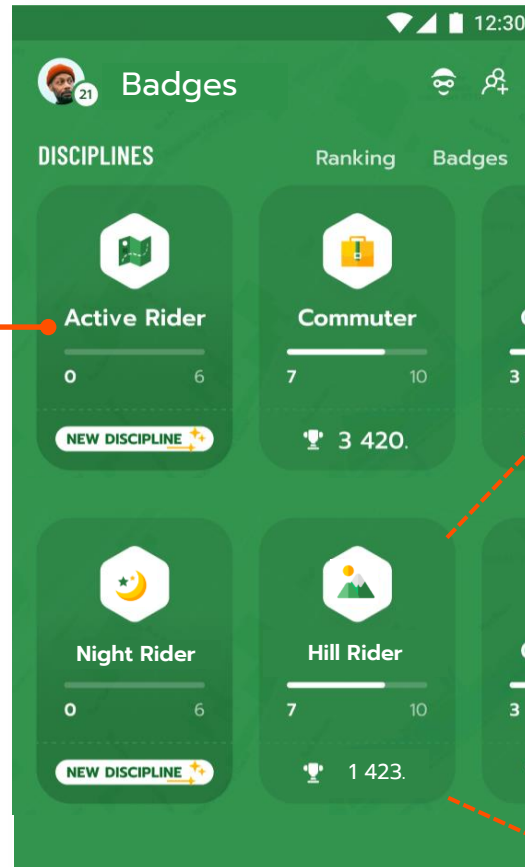 12:30
21
Badges
DISCIPLINES
Ranking Badges
Active Rider
0 6
NEW DISCIPLINE
Commuter
7 10
3 420.
3
Night Rider
0 6
NEW DISCIPLINE
Hill Rider
7 10
1 423.
3